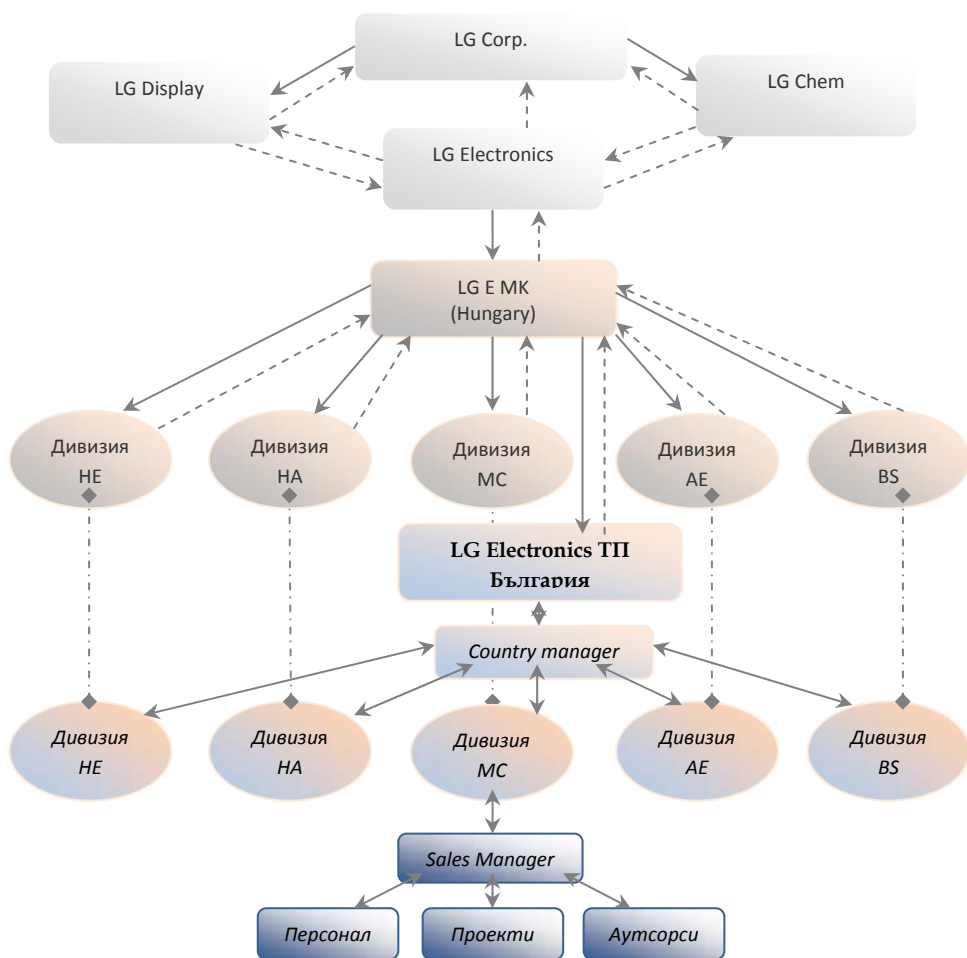 LG Corp.
LG Display
LG Chem
LG Electronics
LG E MK
(Hungary)
Дивизия
HE
Дивизия
HA
Дивизия
MC
Дивизия
AE
Дивизия
BS
LG Electronics ТП
България
Country manager
Дивизия
HE
Дивизия
HA
Дивизия
MC
Дивизия
AE
Дивизия
BS
Sales Manager
Персонал
Проекти
Аутсорси